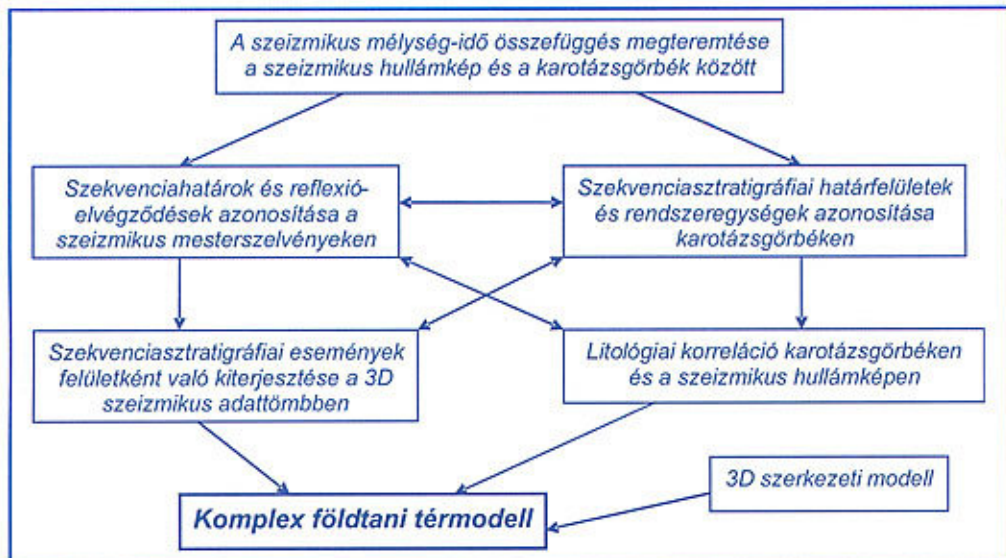 A szeizmikus mélység-idő összefüggés megteremtése
a szeizmikus hullámkép és a karotázsgörbék között
Szekvenciahatárok és reflexió-
elvégződések azonosítása a
szeizmikus mesterszelvényeken
Szekvenciasztratigráfiai határfelületek
és rendszeregységek azonosítása
karotázsgörbéken
Szekvenciasztratigráfiai események
felületként való kiterjesztése a 3D
szeizmikus adattömbben
Litológiai korreláció karotázsgörbéken
és a szeizmikus hullámképen
3D szerkezeti modell
Komplex földtani térmodell